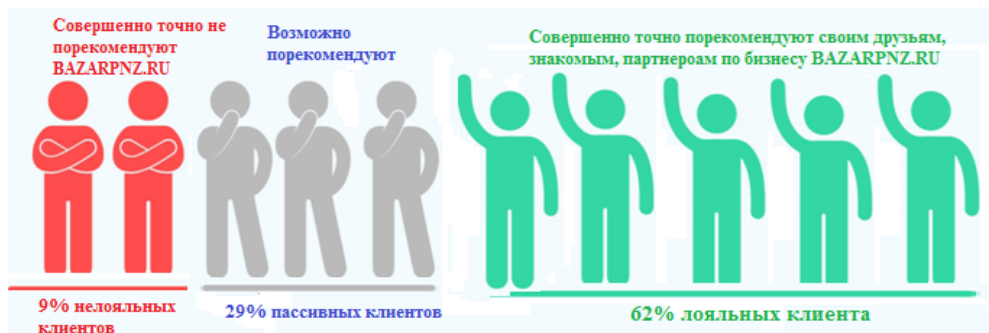 Совершенно точно не
порекомендуют
BAZARPNZ.RU
Возможно
порекомендуют
Совершенно точно порекомендуют своим друзьям,
знакомым, партнероам по бизнесу BAZARPNZ.RU
9% нелояльных
клиентов
29% пассивных клиентов
62% лояльных клиента